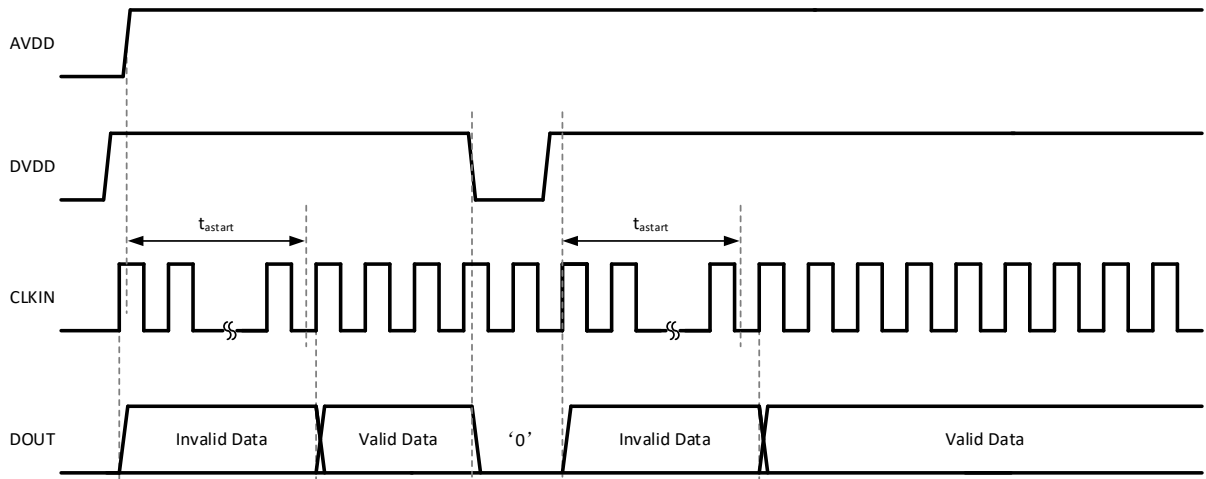 AVDD
DVDD
tastart
tastart
CLKIN
DOUT
Invalid Data
Valid Data
‘0’
Invalid Data
Valid Data